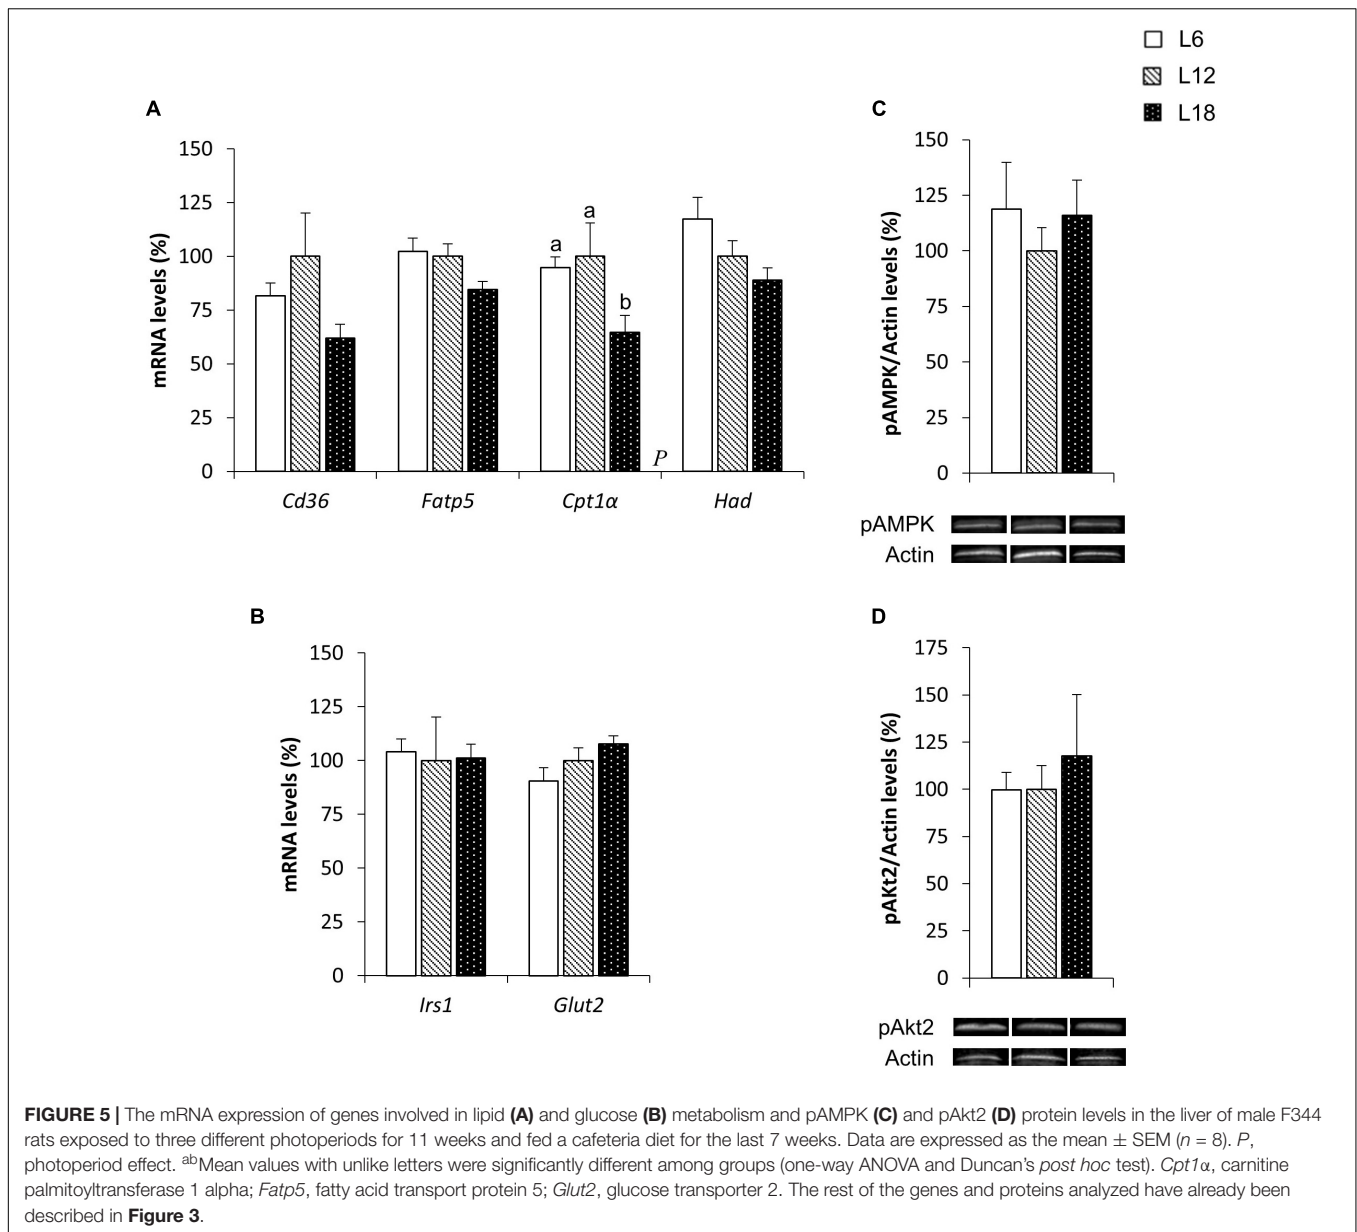 L6
L12
L18
A
150
125
100
75
50
25
0
mRNA levels (%)
a
a
b
P
Cd36 Fatp5 Cpt1α Had
C
150
125
100
75
50
25
0
pAMPK/Actin levels (%)
pAMPK
Actin
B
150
125
100
75
50
25
0
mRNA levels (%)
Irs1 Glut2
D
175
150
125
100
75
50
25
0
pAKt2/Actin levels (%)
pAkt2
Actin
FIGURE 5 | The mRNA expression of genes involved in lipid (A) and glucose (B) metabolism and pAMPK (C) and pAkt2 (D) protein levels in the liver of male F344
rats exposed to three different photoperiods for 11 weeks and fed a cafeteria diet for the last 7 weeks. Data are expressed as the mean ± SEM (n = 8). P,
photoperiod effect. abMean values with unlike letters were significantly different among groups (one-way ANOVA and Duncan's post hoc test). Cpt1α, carnitine
palmitoyltransferase 1 alpha; Fatp5, fatty acid transport protein 5; Glut2, glucose transporter 2. The rest of the genes and proteins analyzed have already been
described in Figure 3.